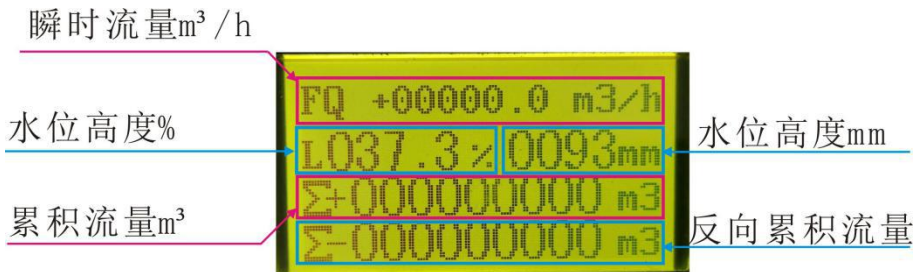 瞬时流量m³/h
FQ +00000.0 m3/h
水位高度%
L037.3% 0093mm
水位高度mm
Σ+000000000 m3
累积流量m³
Σ-000000000 m3
反向累积流量